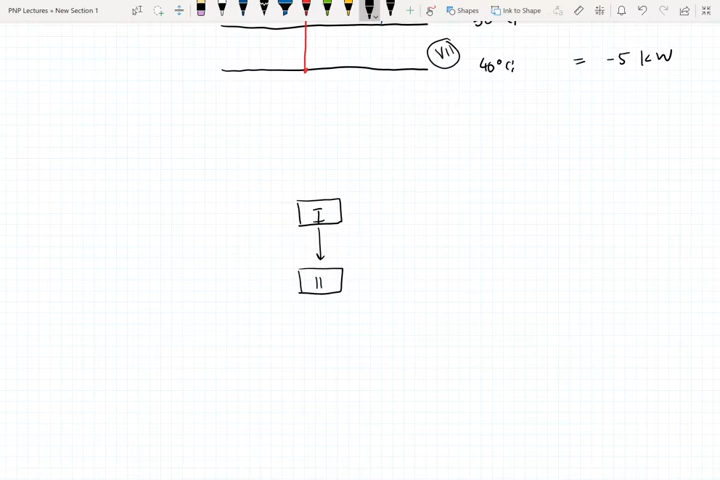 PNP Lectures » New Section 1
Shapes
Ink to Shape
VII
40°C
= -5 kW
I
II